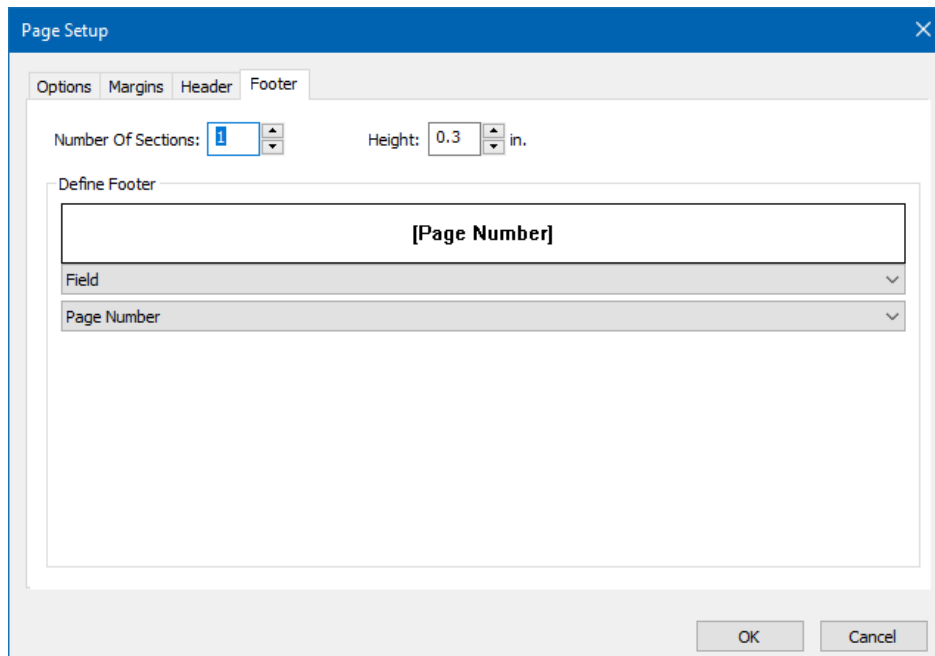 Page Setup
Options Margins Header Footer
Number Of Sections: 1 Height: 0.3 in.
Define Footer
[Page Number]
Field
Page Number
OK Cancel